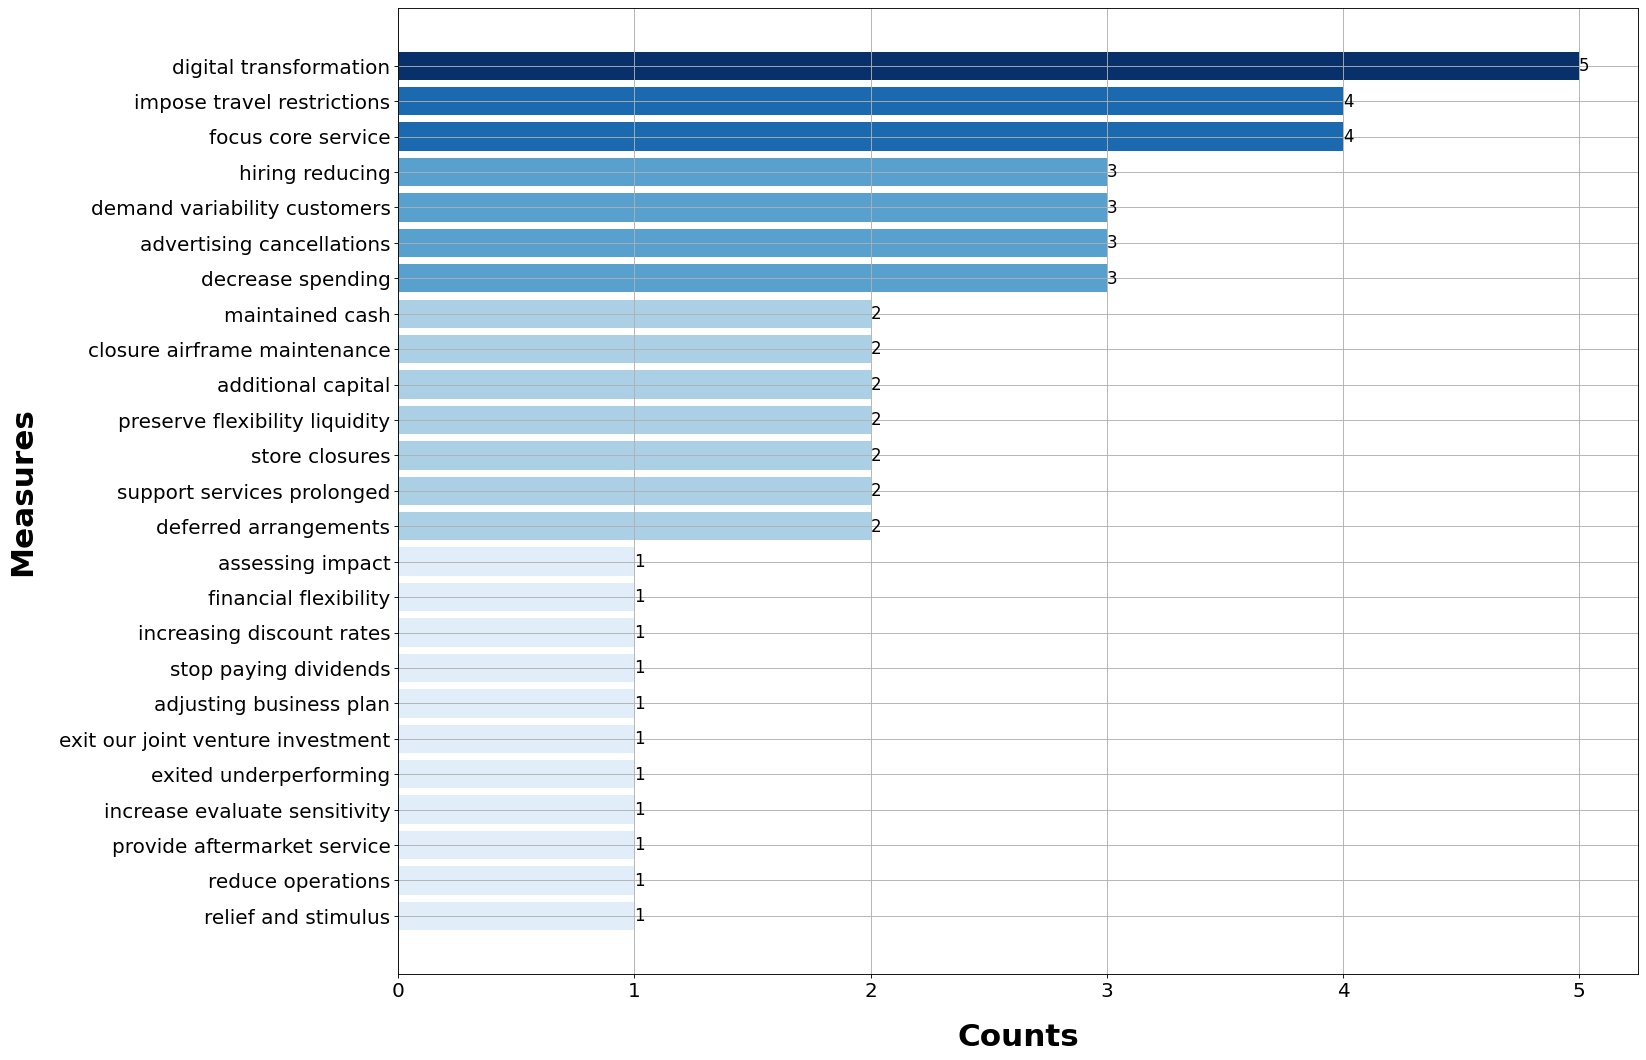 digital transformation 5
impose travel restrictions 4
focus core service 4
hiring reducing 3
demand variability customers 3
advertising cancellations 3
decrease spending 3
maintained cash 2
closure airframe maintenance 2
additional capital 2
preserve flexibility liquidity 2
store closures 2
support services prolonged 2
deferred arrangements 2
assessing impact 1
financial flexibility 1
increasing discount rates 1
stop paying dividends 1
adjusting business plan 1
exit our joint venture investment 1
exited underperforming 1
increase evaluate sensitivity 1
provide aftermarket service 1
reduce operations 1
relief and stimulus 1
Measures
0 1 2 3 4 5
Counts